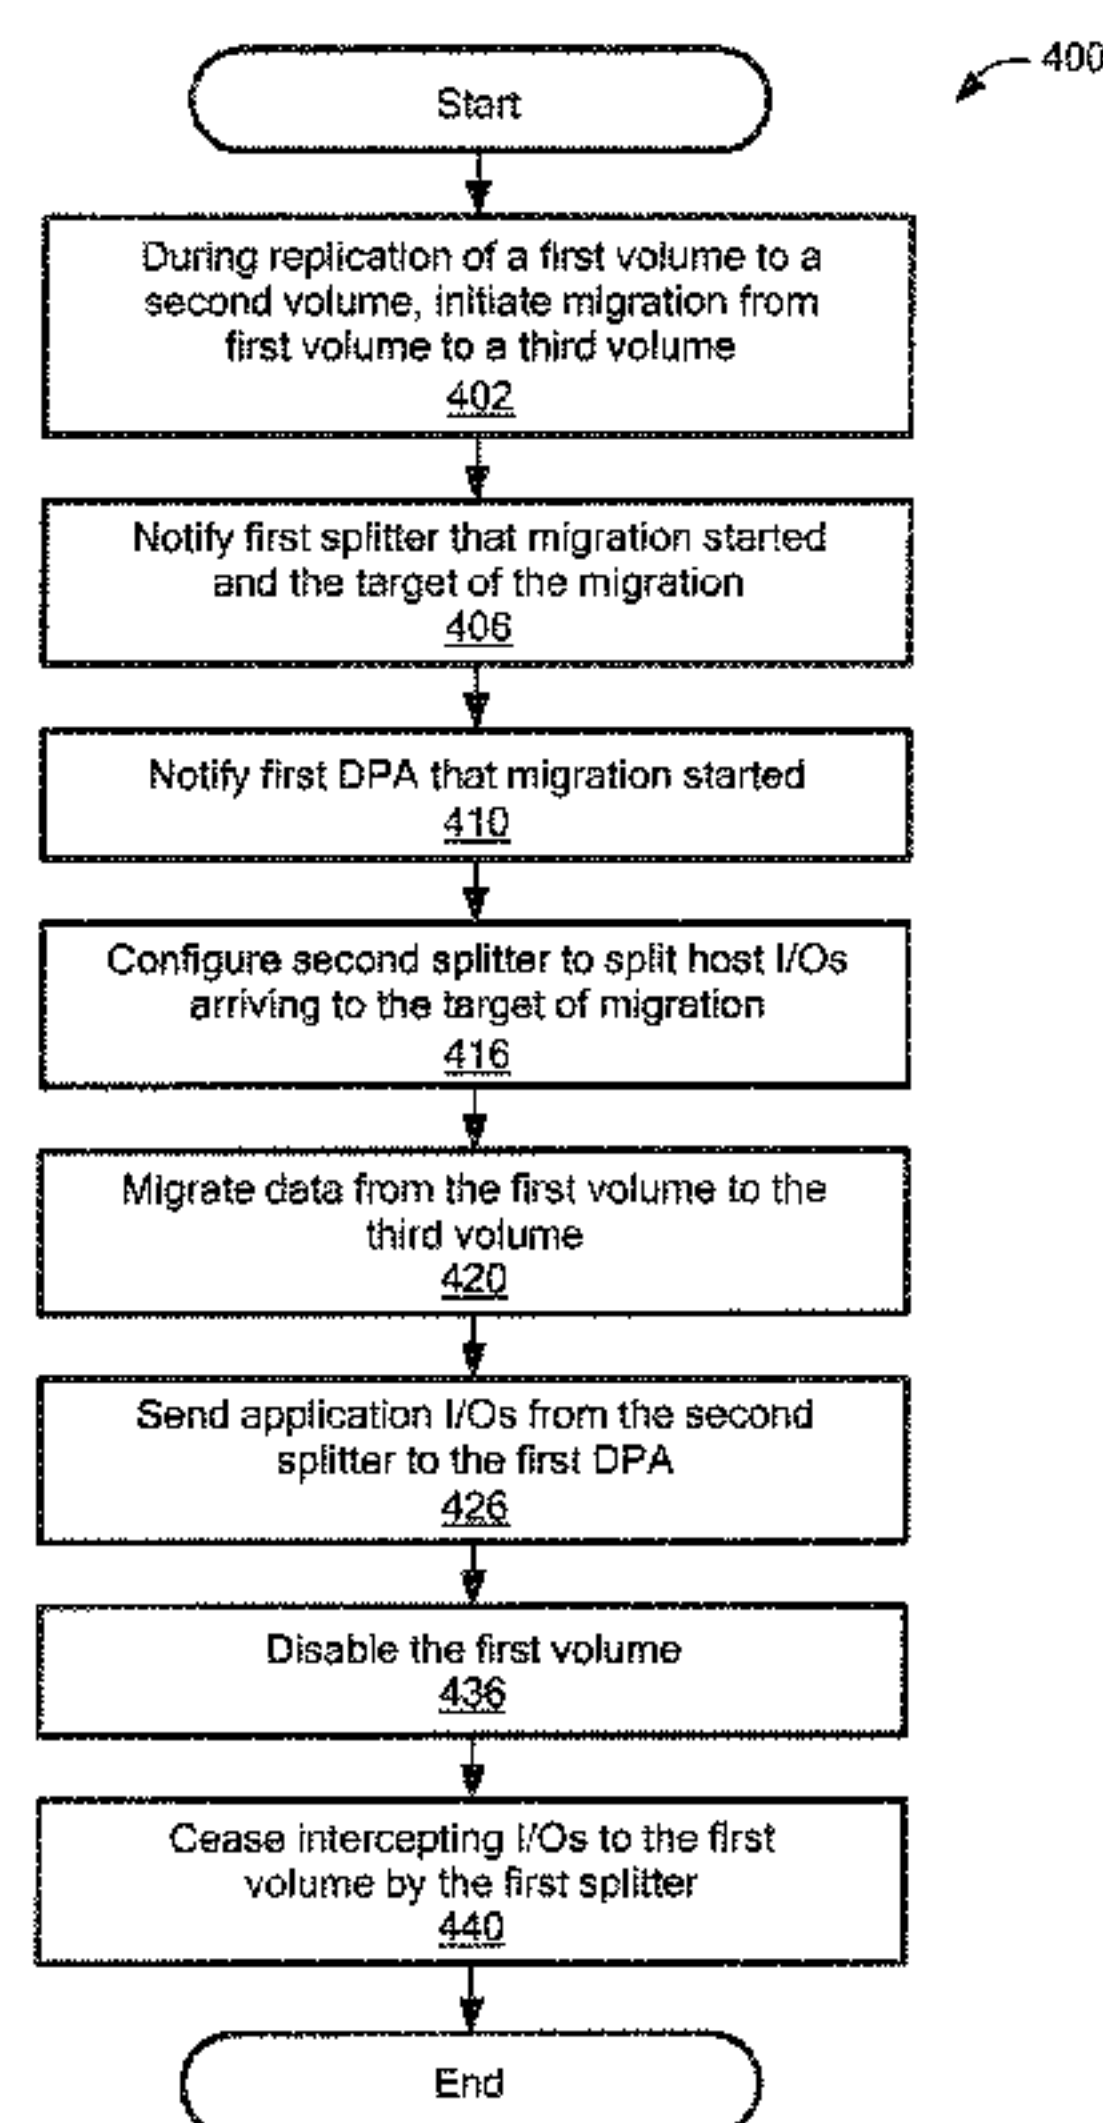 400
Start
During replication of a first volume to a
second volume, initiate migration from
first volume to a third volume
402
Notify first splitter that migration started
and the target of the migration
406
Notify first DPA that migration started
410
Configure second splitter to split host I/Os
arriving to the target of migration
416
Migrate data from the first volume to the
third volume
420
Send application I/Os from the second
splitter to the first DPA
426
Disable the first volume
436
Cease intercepting I/Os to the first
volume by the first splitter
440
End